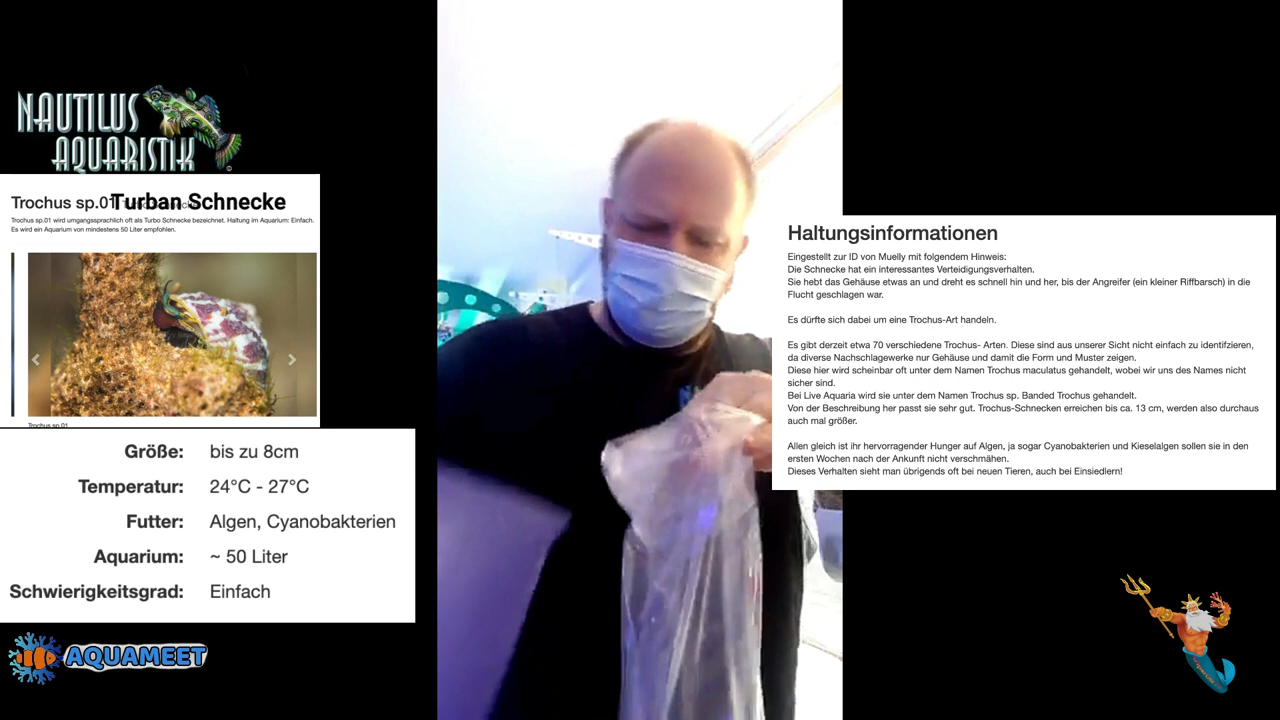 NAUTILUS
AQUARISTIK
Trochus sp.01
Turban Schnecke
Trochus sp.01 wird umgangssprachlich oft als Turbo Schnecke bezeichnet. Haltung im Aquarium: Einfach.
Es wird ein Aquarium von mindestens 50 Liter empfohlen.
Trochus sp.01
Größe: bis zu 8cm
Temperatur: 24°C - 27°C
Futter: Algen, Cyanobakterien
Aquarium: ~ 50 Liter
Schwierigkeitsgrad: Einfach
AQUAMEET
Haltungsinformationen
Eingestellt zur ID von Muelly mit folgendem Hinweis:
Die Schnecke hat ein interessantes Verteidigungsverhalten.
Sie hebt das Gehäuse etwas an und dreht es schnell hin und her, bis der Angreifer (ein kleiner Riffbarsch) in die
Flucht geschlagen war.
Es dürfte sich dabei um eine Trochus-Art handeln.
Es gibt derzeit etwa 70 verschiedene Trochus- Arten. Diese sind aus unserer Sicht nicht einfach zu identifzieren,
da diverse Nachschlagewerke nur Gehäuse und damit die Form und Muster zeigen.
Diese hier wird scheinbar oft unter dem Namen Trochus maculatus gehandelt, wobei wir uns des Names nicht
sicher sind.
Bei Live Aquaria wird sie unter dem Namen Trochus sp. Banded Trochus gehandelt.
Von der Beschreibung her passt sie sehr gut. Trochus-Schnecken erreichen bis ca. 13 cm, werden also durchaus
auch mal größer.
Allen gleich ist ihr hervorragender Hunger auf Algen, ja sogar Cyanobakterien und Kieselalgen sollen sie in den
ersten Wochen nach der Ankunft nicht verschmähen.
Dieses Verhalten sieht man übrigends oft bei neuen Tieren, auch bei Einsiedlern!